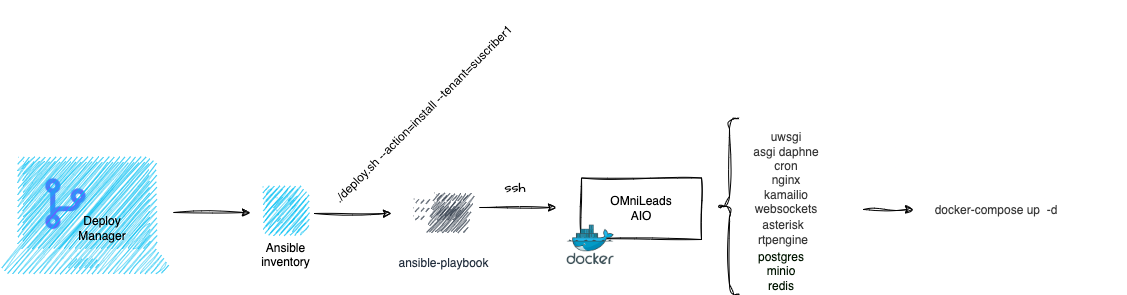 Deploy
Manager
Ansible
inventory
./deploy.sh --action=install --tenant=suscriber1
ansible-playbook
ssh
OMniLeads
AIO
docker
uwsgi
asgi daphne
cron
nginx
kamailio
websockets
asterisk
rtpengine
postgres
minio
redis
docker-compose up -d